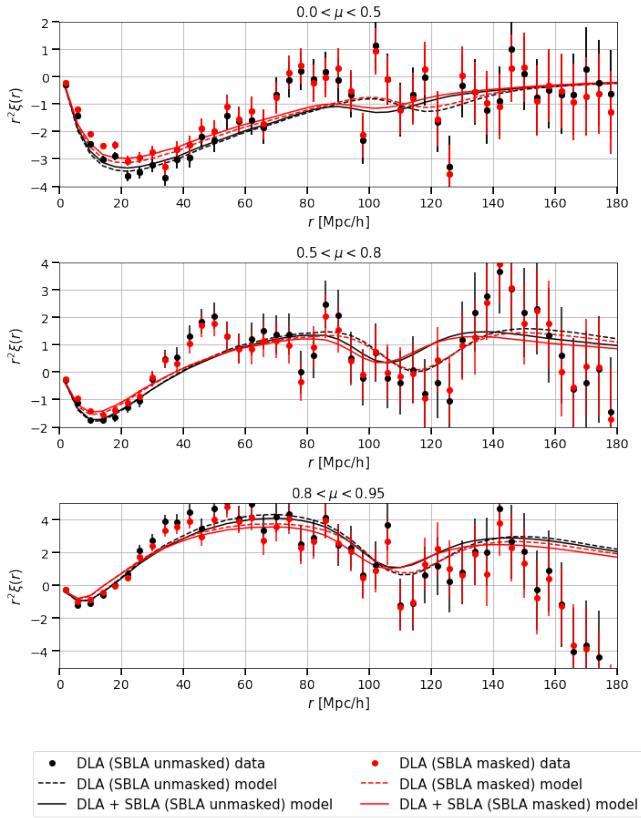 0.0 < μ < 0.5
2
1
0
−1
−2
−3
−4
r²ξ(r)
0 20 40 60 80 100 120 140 160 180
r [Mpc/h]
0.5 < μ < 0.8
4
3
2
1
0
−1
−2
r²ξ(r)
0 20 40 60 80 100 120 140 160 180
r [Mpc/h]
0.8 < μ < 0.95
4
2
0
−2
−4
r²ξ(r)
0 20 40 60 80 100 120 140 160 180
r [Mpc/h]
DLA (SBLA unmasked) data
DLA (SBLA unmasked) model
DLA + SBLA (SBLA unmasked) model
DLA (SBLA masked) data
DLA (SBLA masked) model
DLA + SBLA (SBLA masked) model